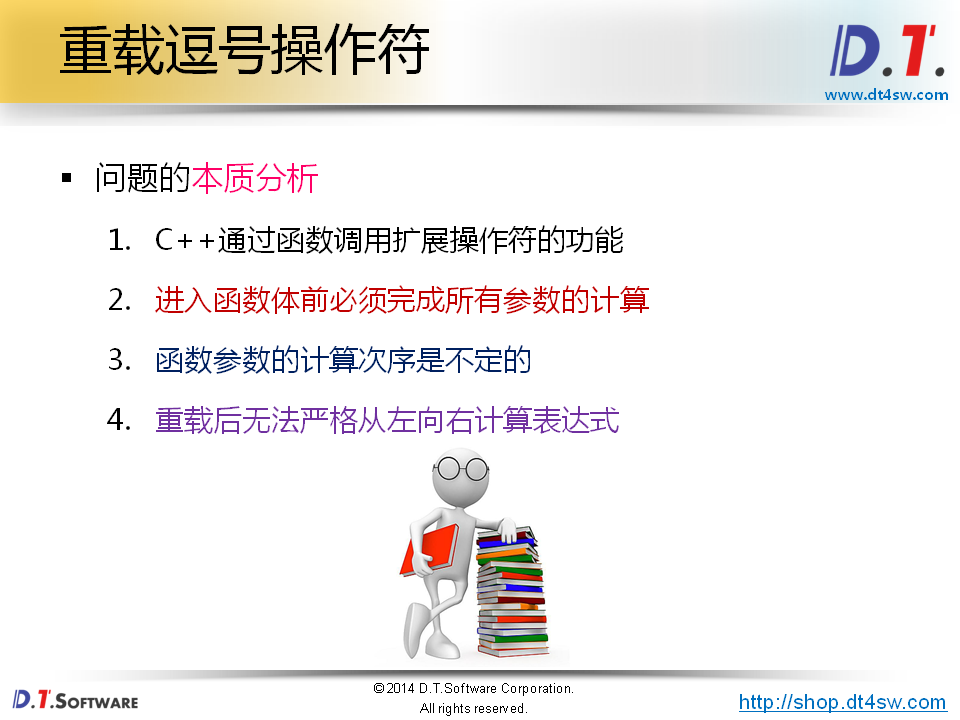 重载逗号操作符
D.T.
www.dt4sw.com
▪ 问题的本质分析
1. C++通过函数调用扩展操作符的功能
2. 进入函数体前必须完成所有参数的计算
3. 函数参数的计算次序是不定的
4. 重载后无法严格从左向右计算表达式
D.T.SOFTWARE
©2014 D.T.Software Corporation.
All rights reserved.
http://shop.dt4sw.com